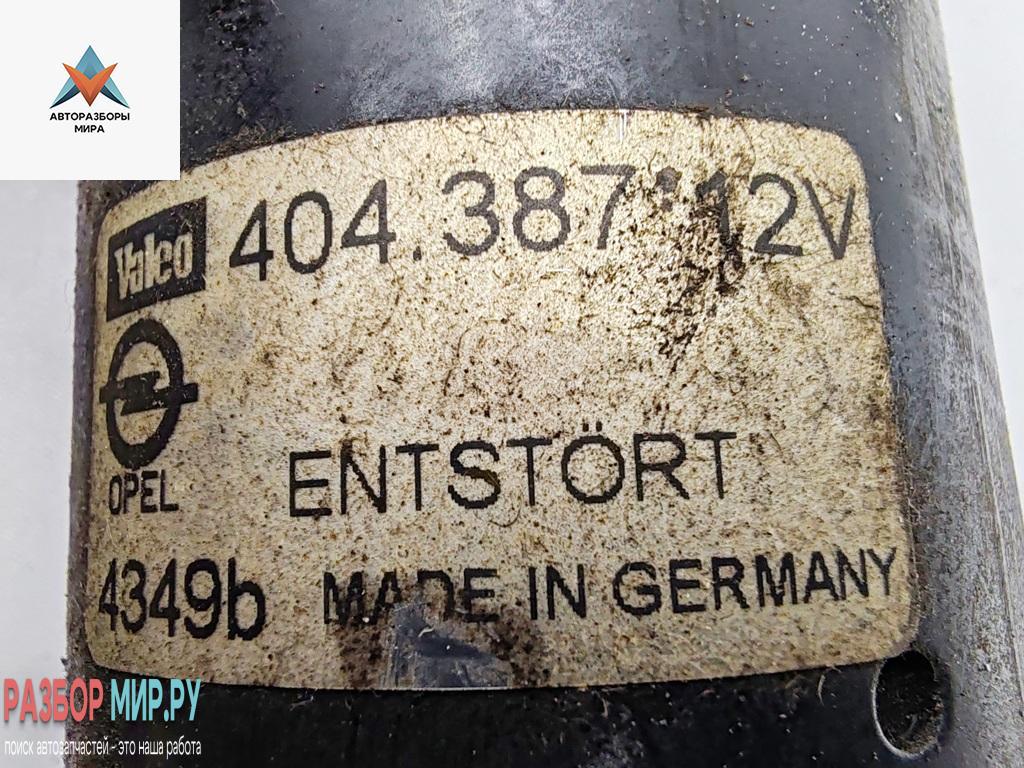 АВТОРАЗБОРЫ
МИРА
Valeo 404.387 12V
OPEL
ENTSTÖRT
4349b MADE IN GERMANY
РАЗБОР МИР.РУ
поиск автозапчастей - это наша работа